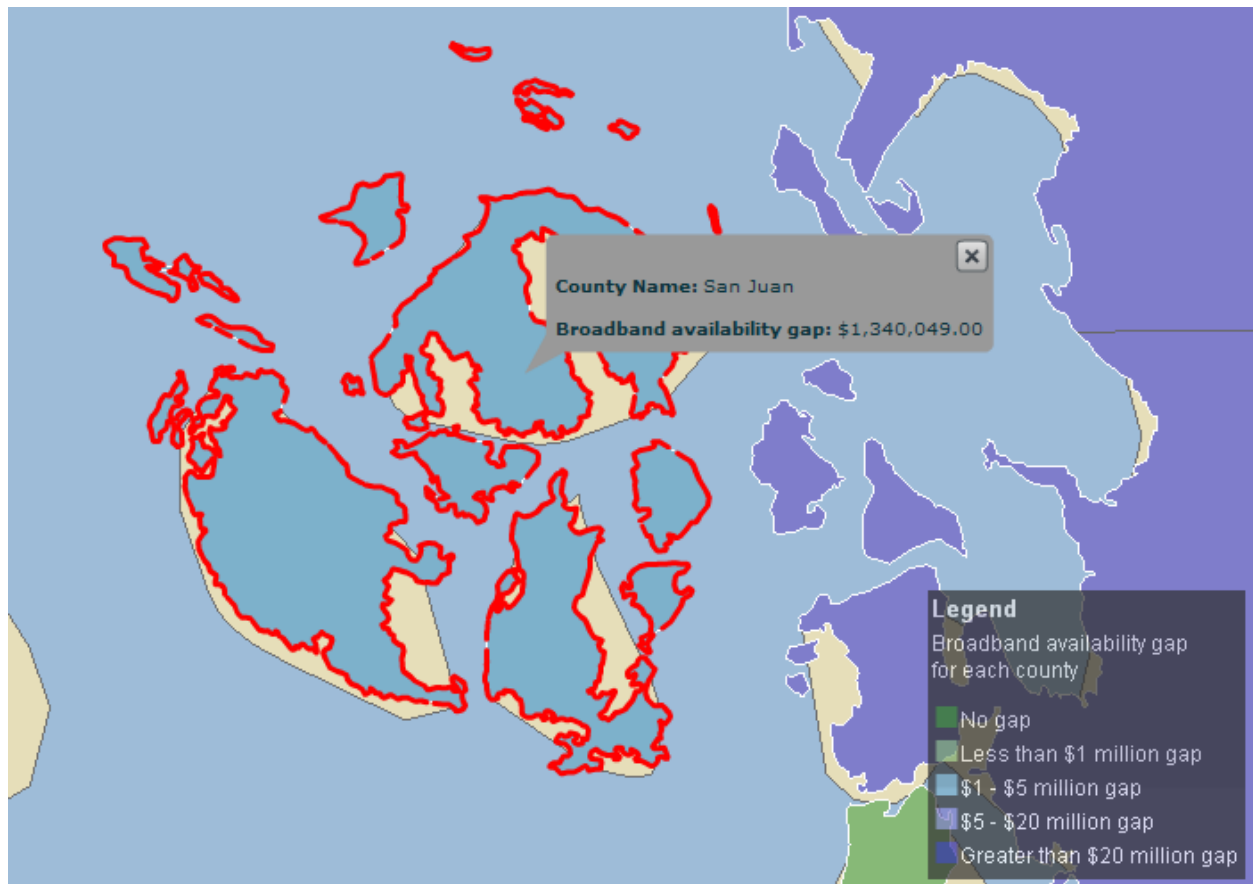 County Name: San Juan
Broadband availability gap: $1,340,049.00
Legend
Broadband availability gap
for each county
No gap
Less than $1 million gap
$1 - $5 million gap
$5 - $20 million gap
Greater than $20 million gap